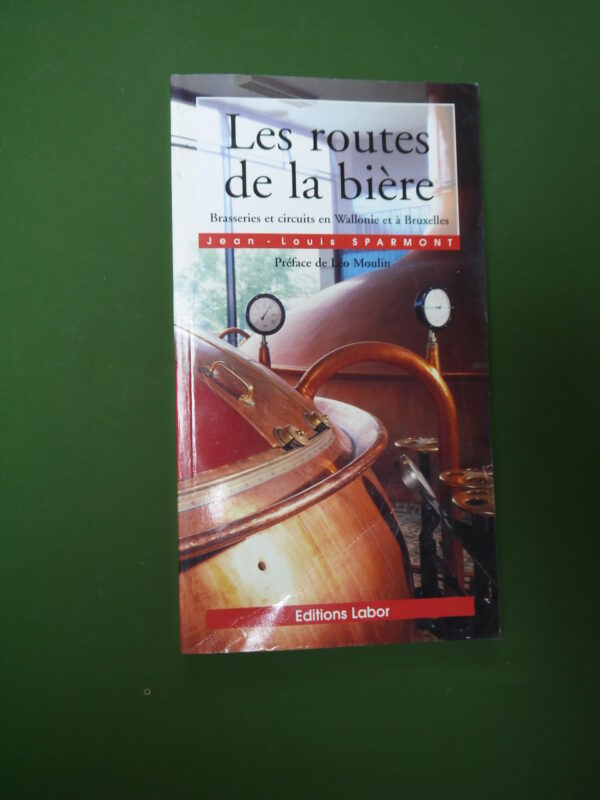 Les routes
de la bière
Brasseries et circuits en Wallonie et à Bruxelles
Jean - Louis SPARMONT
Préface de Léo Moulin
Editions Labor